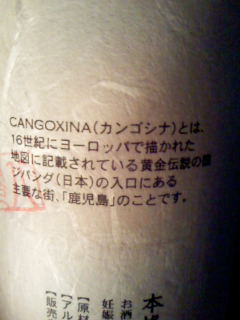 CANGOXINA(カンゴシナ)とは、
16世紀にヨーロッパで描かれた
地図に記載されている黄金伝説の国
ジパング(日本)の入口にある
主要な街、「鹿児島」のことです。
本格
お酒
妊娠
【原材
【アル
【販売